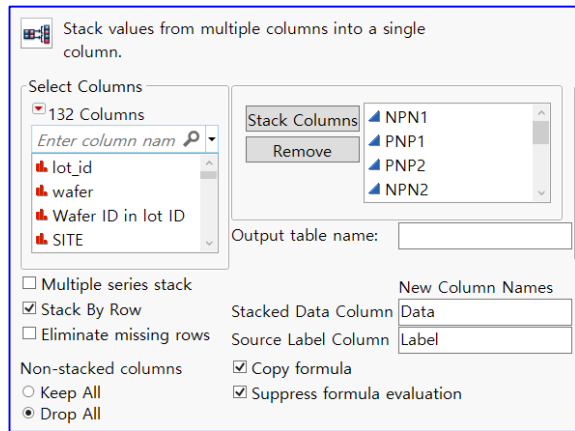 Stack values from multiple columns into a single
column.
Select Columns
132 Columns
Enter column nam
lot_id
wafer
Wafer ID in lot ID
SITE
Stack Columns
Remove
NPN1
PNP1
PNP2
NPN2
Output table name:
Multiple series stack
Stack By Row
Eliminate missing rows
New Column Names
Stacked Data Column Data
Source Label Column Label
Non-stacked columns
Keep All
Drop All
Copy formula
Suppress formula evaluation